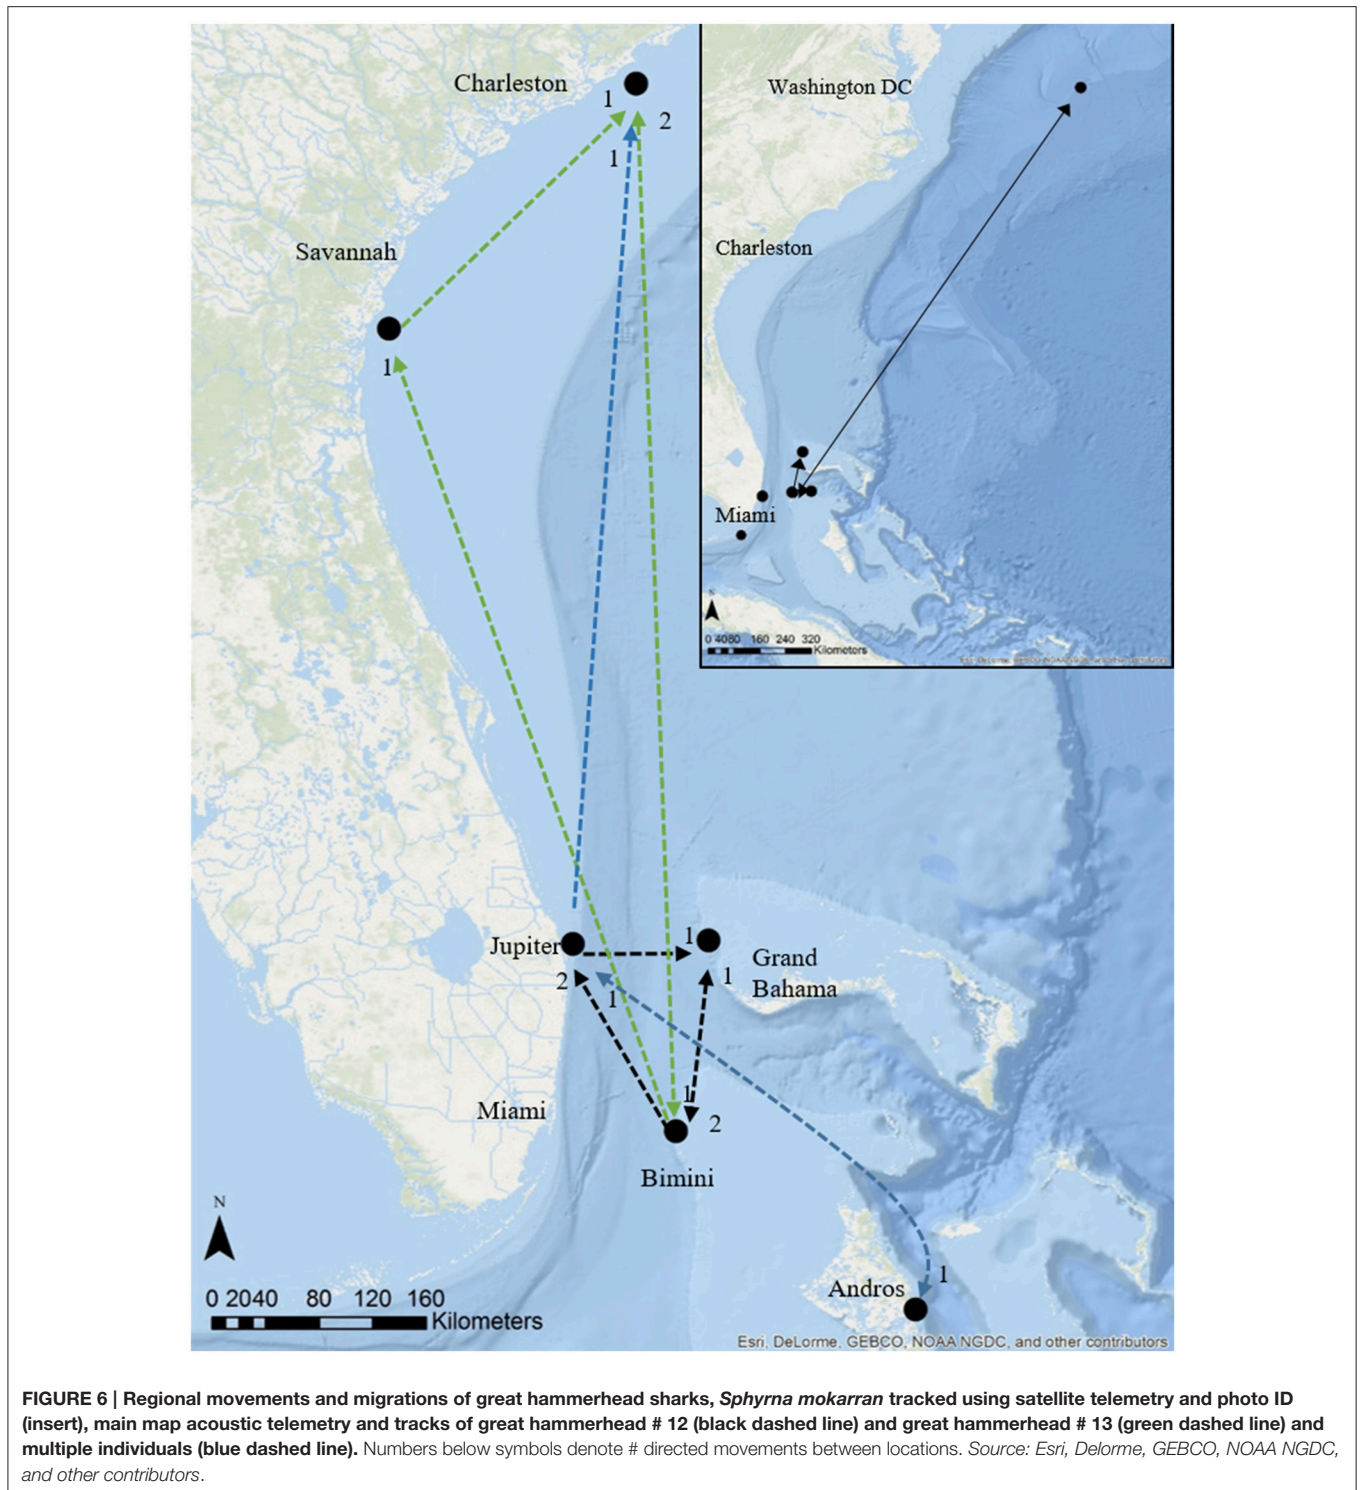 Charleston
1
2
1
Savannah
1
Washington DC
Charleston
Miami
N
0 4080 160 240 320
Kilometers
Jupiter
1
Grand
Bahama
2
1
1
Miami
1
2
Bimini
N
Andros
1
0 2040 80 120 160
Kilometers
Esri, DeLorme, GEBCO, NOAA NGDC, and other contributors
FIGURE 6 | Regional movements and migrations of great hammerhead sharks, Sphyrna mokarran tracked using satellite telemetry and photo ID
(insert), main map acoustic telemetry and tracks of great hammerhead # 12 (black dashed line) and great hammerhead # 13 (green dashed line) and
multiple individuals (blue dashed line). Numbers below symbols denote # directed movements between locations. Source: Esri, Delorme, GEBCO, NOAA NGDC,
and other contributors.